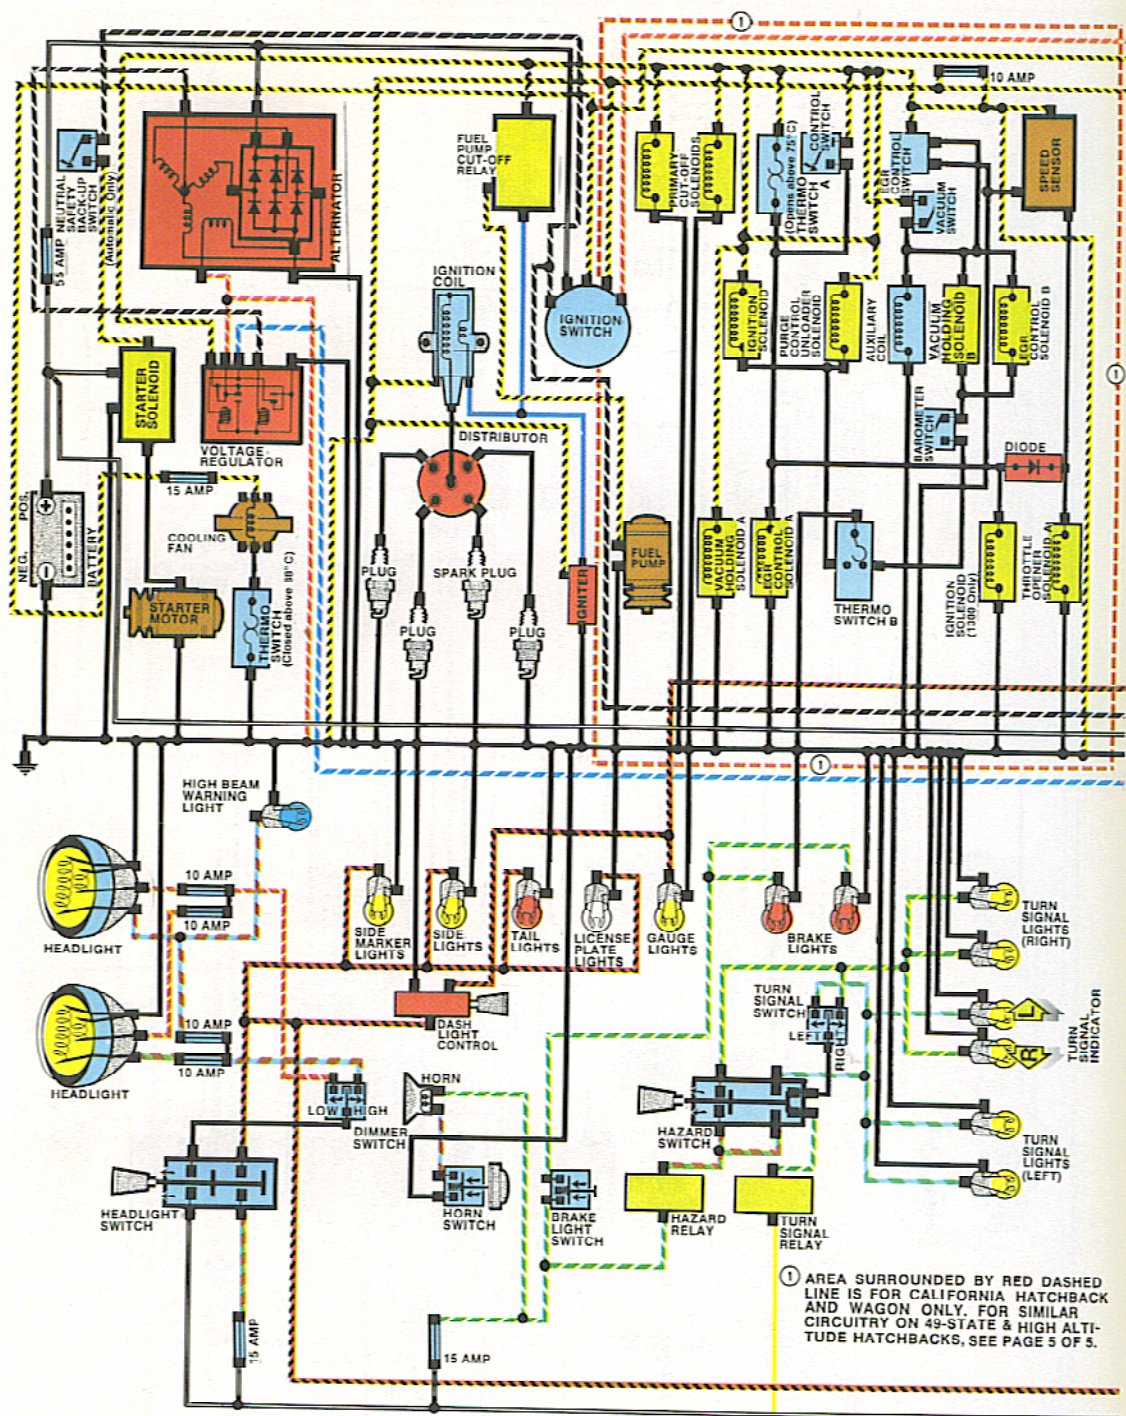 1
10 AMP
NEUTRAL
SAFETY
BACK-UP
SWITCH
(Automatic Only)
55 AMP
ALTERNATOR
FUEL
PUMP
CUT-OFF
RELAY
PRIMARY
CUT-OFF
SOLENOIDS
(Opens above 75°C)
THERMO
SWITCH A
CONTROL
SWITCH
EGR
CONTROL
SWITCH
VACUUM
SWITCH
SPEED
SENSOR
IGNITION
COIL
IGNITION
SWITCH
IGNITION
SOLENOID
PURGE
CONTROL
UNLOADER
SOLENOID
AUXILIARY
COIL
VACUUM
HOLDING
SOLENOID
B
EGR
CONTROL
SOLENOID B
1
STARTER
SOLENOID
VOLTAGE
REGULATOR
DISTRIBUTOR
BAROMETER
SWITCH
DIODE
15 AMP
POS.
NEG.
BATTERY
COOLING
FAN
STARTER
MOTOR
THERMO
SWITCH
(Closed above 88°C)
PLUG
SPARK PLUG
PLUG
PLUG
IGNITER
FUEL
PUMP
VACUUM
HOLDING
SOLENOID A
EGR
CONTROL
SOLENOID A
THERMO
SWITCH B
IGNITION
SOLENOID
(1300 Only)
THROTTLE
OPENER
SOLENOID A
1
HIGH BEAM
WARNING
LIGHT
10 AMP
10 AMP
HEADLIGHT
SIDE
MARKER
LIGHTS
SIDE
LIGHTS
TAIL
LIGHTS
LICENSE
PLATE
LIGHTS
GAUGE
LIGHTS
BRAKE
LIGHTS
TURN
SIGNAL
LIGHTS
(RIGHT)
10 AMP
10 AMP
HEADLIGHT
DASH
LIGHT
CONTROL
TURN
SIGNAL
SWITCH
LEFT
RIGHT
L
R
TURN
SIGNAL
INDICATOR
LOW
HIGH
DIMMER
SWITCH
HORN
HAZARD
SWITCH
TURN
SIGNAL
LIGHTS
(LEFT)
HEADLIGHT
SWITCH
HORN
SWITCH
BRAKE
LIGHT
SWITCH
HAZARD
RELAY
TURN
SIGNAL
RELAY
15 AMP
15 AMP
1 AREA SURROUNDED BY RED DASHED
LINE IS FOR CALIFORNIA HATCHBACK
AND WAGON ONLY. FOR SIMILAR
CIRCUITRY ON 49-STATE & HIGH ALTI-
TUDE HATCHBACKS, SEE PAGE 5 OF 5.